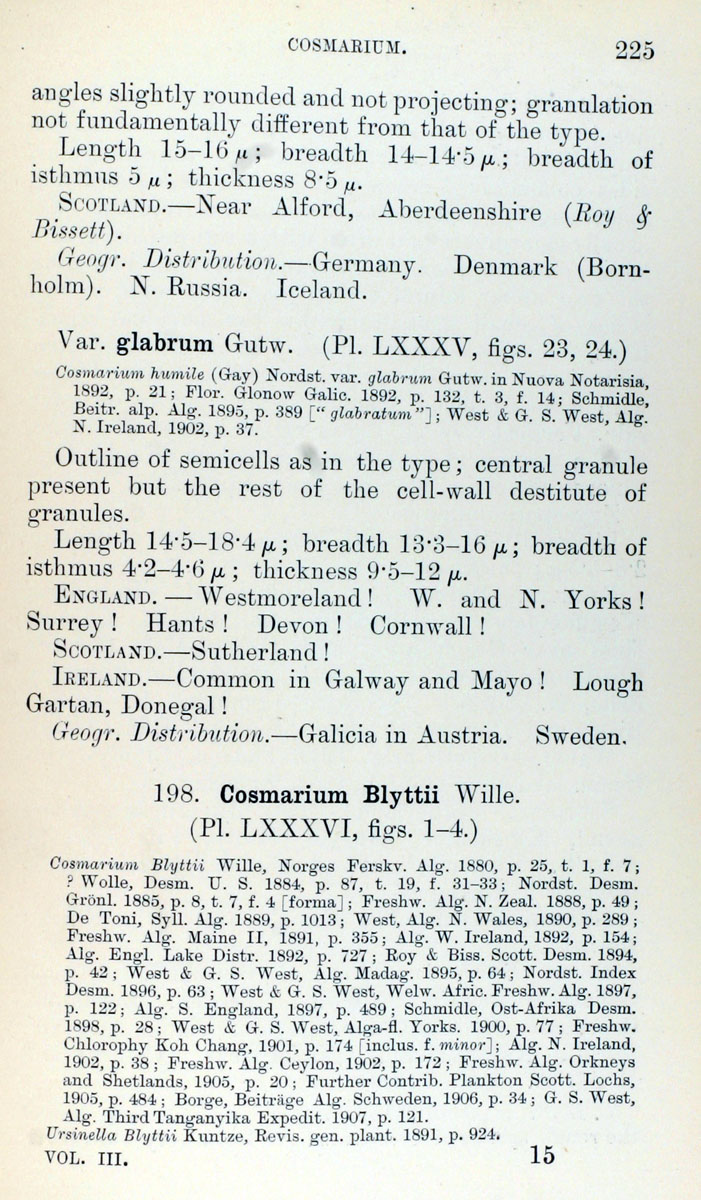 COSMARIUM. 225
angles slightly rounded and not projecting; granulation
not fundamentally different from that of the type.
Length 15–16 μ; breadth 14–14·5 μ; breadth of
isthmus 5 μ; thickness 8·5 μ.
SCOTLAND.—Near Alford, Aberdeenshire (Roy &
Bissett).
Geogr. Distribution.—Germany. Denmark (Born-
holm). N. Russia. Iceland.
Var. glabrum Gutw. (Pl. LXXXV, figs. 23, 24.)
Cosmarium humile (Gay) Nordst. var. glabrum Gutw. in Nuova Notarisia,
1892, p. 21; Flor. Glonow Galic. 1892, p. 132, t. 3, f. 14; Schmidle,
Beitr. alp. Alg. 1895, p. 389 [“glabratum”]; West & G. S. West, Alg.
N. Ireland, 1902, p. 37.
Outline of semicells as in the type; central granule
present but the rest of the cell-wall destitute of
granules.
Length 14·5–18·4 μ; breadth 13·3–16 μ; breadth of
isthmus 4·2–4·6 μ; thickness 9·5–12 μ.
ENGLAND.—Westmoreland! W. and N. Yorks!
Surrey! Hants! Devon! Cornwall!
SCOTLAND.—Sutherland!
IRELAND.—Common in Galway and Mayo! Lough
Gartan, Donegal!
Geogr. Distribution.—Galicia in Austria. Sweden.
198. Cosmarium Blyttii Wille.
(Pl. LXXXVI, figs. 1–4.)
Cosmarium Blyttii Wille, Norges Ferskv. Alg. 1880, p. 25, t. 1, f. 7;
? Wolle, Desm. U. S. 1884, p. 87, t. 19, f. 31–33; Nordst. Desm.
Grönl. 1885, p. 8, t. 7, f. 4 [forma]; Freshw. Alg. N. Zeal. 1888, p. 49;
De Toni, Syll. Alg. 1889, p. 1013; West, Alg. N. Wales, 1890, p. 289;
Freshw. Alg. Maine II, 1891, p. 355; Alg. W. Ireland, 1892, p. 154;
Alg. Engl. Lake Distr. 1892, p. 727; Roy & Biss. Scott. Desm. 1894,
p. 42; West & G. S. West, Alg. Madag. 1895, p. 64; Nordst. Index
Desm. 1896, p. 63; West & G. S. West, Welw. Afric. Freshw. Alg. 1897,
p. 122; Alg. S. England, 1897, p. 489; Schmidle, Ost-Afrika Desm.
1898, p. 28; West & G. S. West, Alga-fl. Yorks. 1900, p. 77; Freshw.
Chlorophy Koh Chang, 1901, p. 174 [inclus. f. minor]; Alg. N. Ireland,
1902, p. 38; Freshw. Alg. Ceylon, 1902, p. 172; Freshw. Alg. Orkneys
and Shetlands, 1905, p. 20; Further Contrib. Plankton Scott. Lochs,
1905, p. 484; Borge, Beiträge Alg. Schweden, 1906, p. 34; G. S. West,
Alg. Third Tanganyika Expedit. 1907, p. 121.
Ursinella Blyttii Kuntze, Revis. gen. plant. 1891, p. 924.
VOL. III. 15